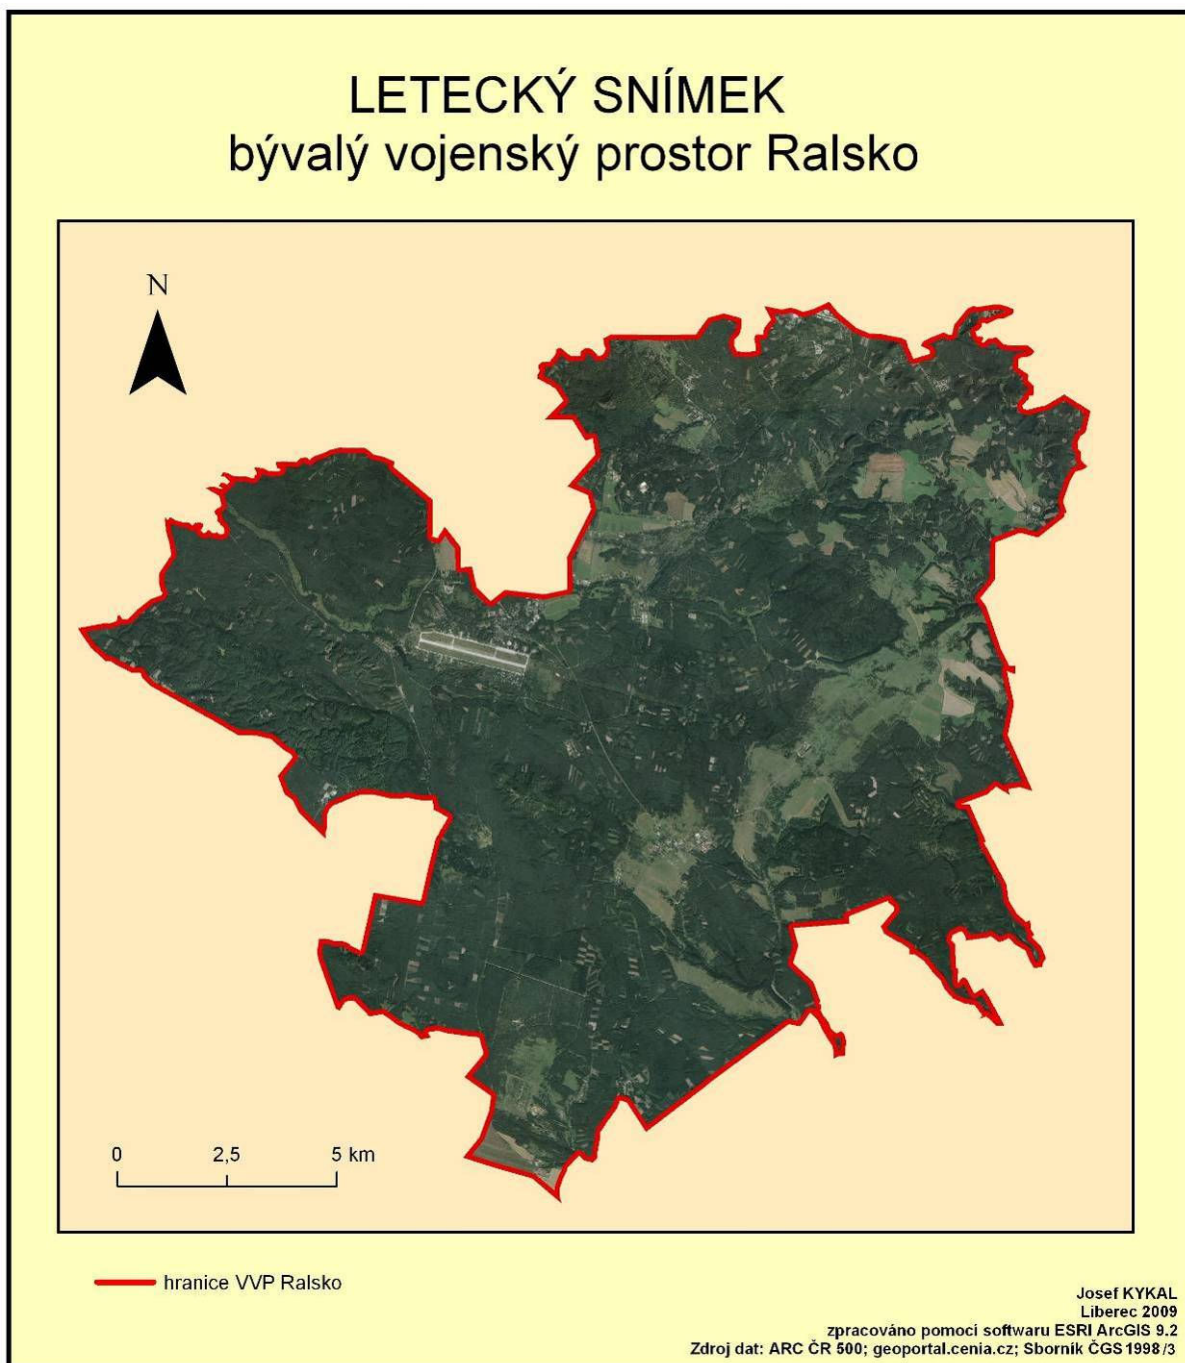 LETECKÝ SNÍMEK
bývalý vojenský prostor Ralsko
N
0 2,5 5 km
hranice VVP Ralsko
Josef KYKAL
Liberec 2009
zpracováno pomocí softwaru ESRI ArcGIS 9.2
Zdroj dat: ARC ČR 500; geoportal.cenia.cz; Sborník ČGS 1998/3